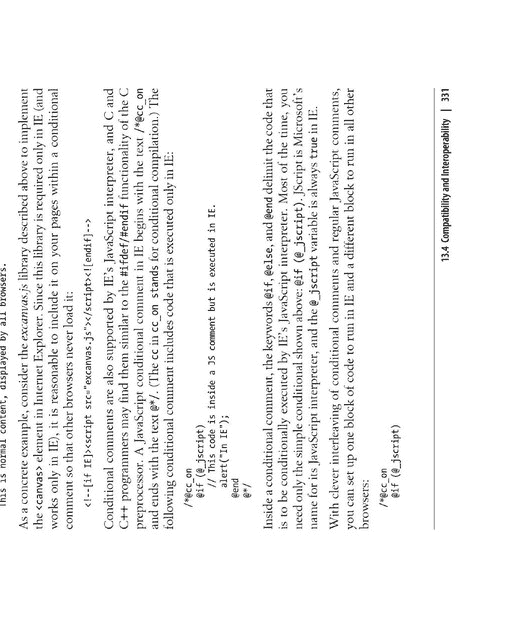 This is normal content, displayed by all browsers.
As a concrete example, consider the excanvas.js library described above to implement
the <canvas> element in Internet Explorer. Since this library is required only in IE (and
works only in IE), it is reasonable to include it on your pages within a conditional
comment so that other browsers never load it:
<!--[if IE]><script src="excanvas.js"></script><![endif]-->
Conditional comments are also supported by IE's JavaScript interpreter, and C and
C++ programmers may find them similar to the #ifdef/#endif functionality of the C
preprocessor. A JavaScript conditional comment in IE begins with the text /*@cc_on
and ends with the text @*/. (The cc in cc_on stands for conditional compilation.) The
following conditional comment includes code that is executed only in IE:
/*@cc_on
@if (@_jscript)
// This code is inside a JS comment but is executed in IE.
alert("In IE");
@end
@*/
Inside a conditional comment, the keywords @if, @else, and @end delimit the code that
is to be conditionally executed by IE's JavaScript interpreter. Most of the time, you
need only the simple conditional shown above: @if (@_jscript). JScript is Microsoft's
name for its JavaScript interpreter, and the @_jscript variable is always true in IE.
With clever interleaving of conditional comments and regular JavaScript comments,
you can set up one block of code to run in IE and a different block to run in all other
browsers:
/*@cc_on
@if (@_jscript)
13.4 Compatibility and Interoperability | 331